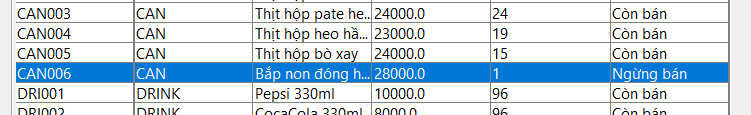 CAN003 CAN Thịt hộp pate he... 24000.0 24 Còn bán
CAN004 CAN Thịt hộp heo hầ... 23000.0 19 Còn bán
CAN005 CAN Thịt hộp bò xay 24000.0 15 Còn bán
CAN006 CAN Bắp non đóng h... 28000.0 1 Ngừng bán
DRI001 DRINK Pepsi 330ml 10000.0 96 Còn bán
DRI002 DRINK CocaCola 330ml 8000.0 96 Còn bán